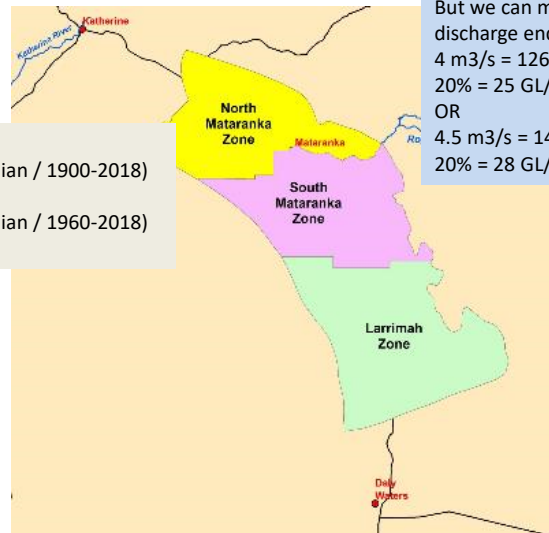 But we can m
discharge end
4 m3/s = 126
20% = 25 GL/
OR
4.5 m3/s = 14
20% = 28 GL/
Katherine
Katherine River
North
Mataranka
Zone
Mataranka
Ro
ian / 1900-2018)
ian / 1960-2018)
South
Mataranka
Zone
Larrimah
Zone
Daly
Waters